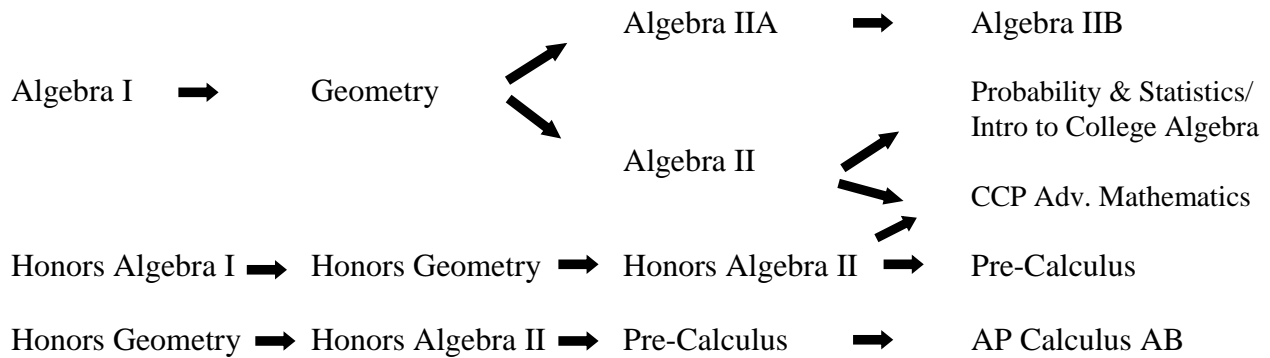 Algebra IIA
Algebra IIB
Algebra I
Geometry
Probability & Statistics/
Intro to College Algebra
Algebra II
CCP Adv. Mathematics
Honors Algebra I
Honors Geometry
Honors Algebra II
Pre-Calculus
Honors Geometry
Honors Algebra II
Pre-Calculus
AP Calculus AB